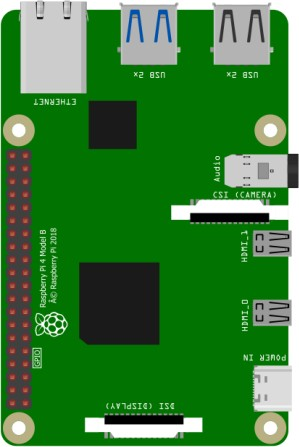 USB 2x
USB 2x
ETHERNET
Audio
CSI (CAMERA)
HDMI_1
Raspberry Pi 4 Model B
Â© Raspberry Pi 2018
HDMI_0
GPIO
POWER IN
DSI (DISPLAY)